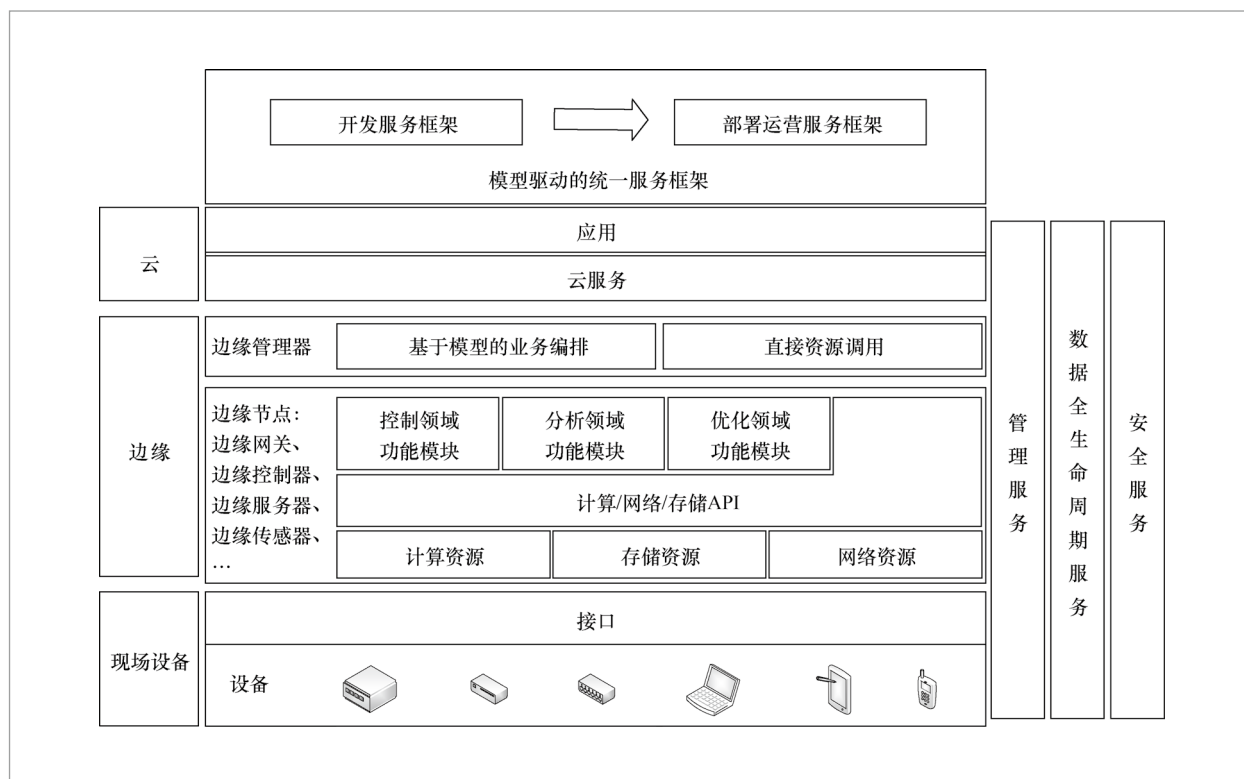 开发服务框架
部署运营服务框架
模型驱动的统一服务框架
云
应用
云服务
边缘
边缘管理器
基于模型的业务编排
直接资源调用
边缘节点:
边缘网关、
边缘控制器、
边缘服务器、
边缘传感器、
…
控制领域
功能模块
分析领域
功能模块
优化领域
功能模块
计算/网络/存储API
计算资源
存储资源
网络资源
现场设备
接口
设备
管理服务
数据全生命周期服务
安全服务